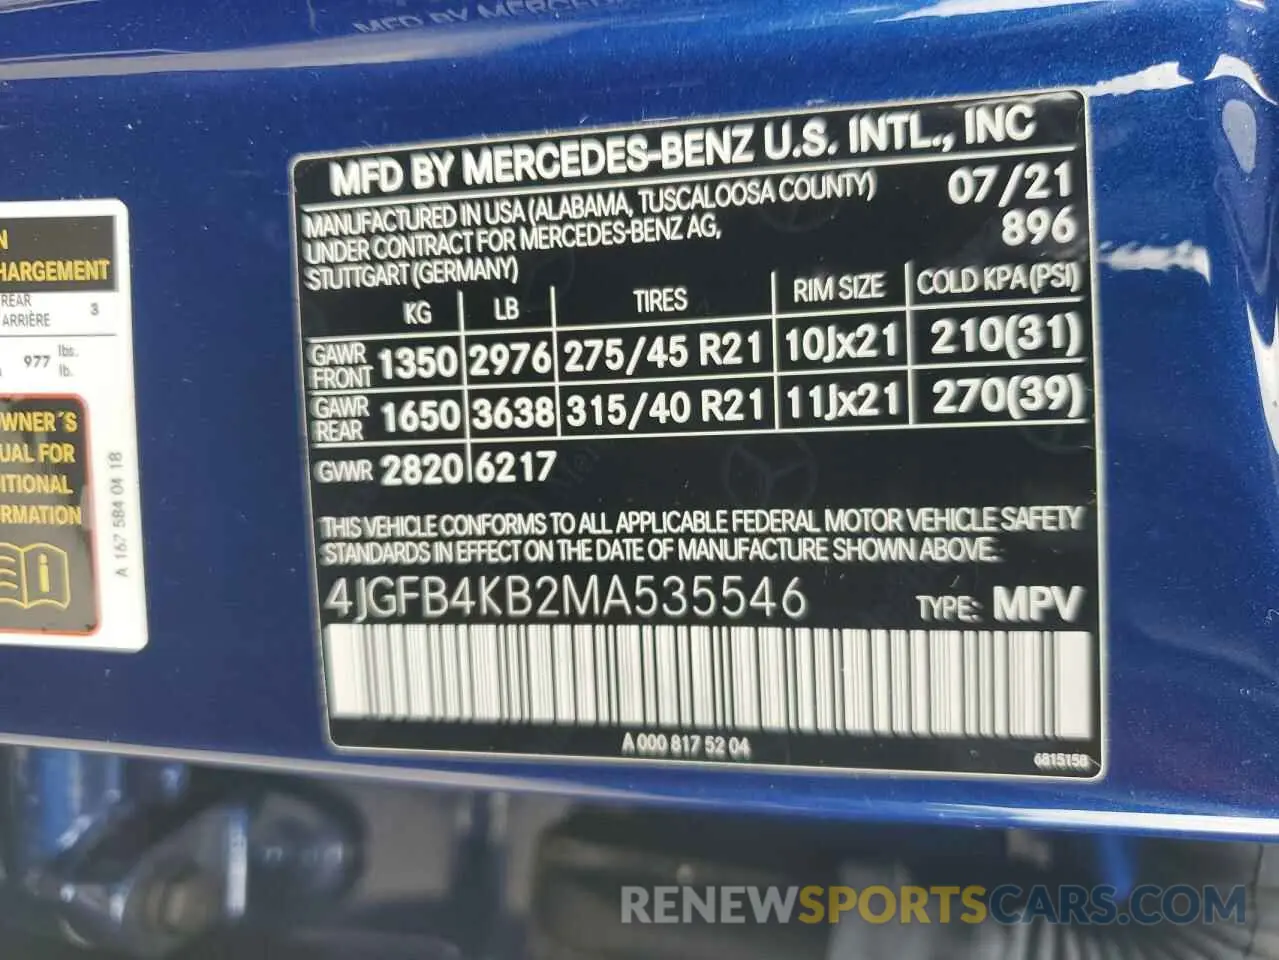 MFD BY MERCEDES-BENZ U.S. INTL., INC
MANUFACTURED IN USA (ALABAMA, TUSCALOOSA COUNTY) 07/21
UNDER CONTRACT FOR MERCEDES-BENZ AG, 896
STUTTGART (GERMANY)
KG LB TIRES RIM SIZE COLD KPA (PSI)
GAWR FRONT 1350 2976 275/45 R21 10Jx21 210(31)
GAWR REAR 1650 3638 315/40 R21 11Jx21 270(39)
GVWR 2820 6217
THIS VEHICLE CONFORMS TO ALL APPLICABLE FEDERAL MOTOR VEHICLE SAFETY
STANDARDS IN EFFECT ON THE DATE OF MANUFACTURE SHOWN ABOVE.
4JGFB4KB2MA535546 TYPE: MPV
A 000 817 52 04
6815158
N
HARGEMENT
REAR
ARRIÈRE 3
977 lbs.
lb.
OWNER´S
UAL FOR
ITIONAL
RMATION
A 167 584 04 18
RENEWSPORTSCARS.COM